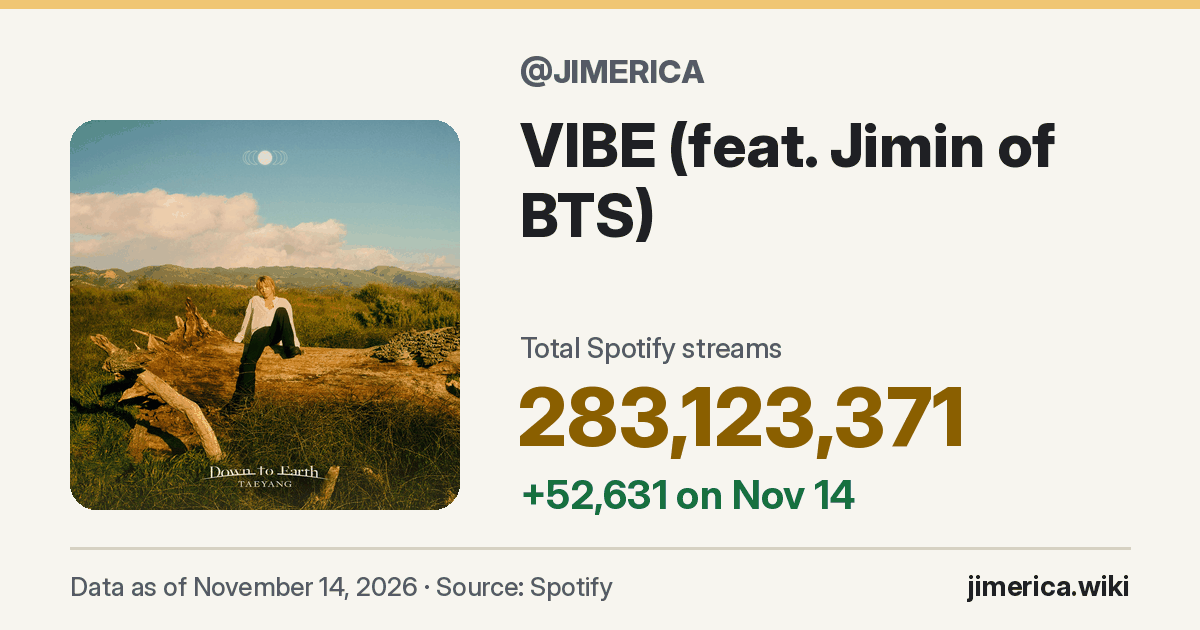 @JIMERICA
VIBE (feat. Jimin of
BTS)
Down to Earth
TAEYANG
Total Spotify streams
283,123,371
+52,631 on Nov 14
Data as of November 14, 2026 · Source: Spotify
jimerica.wiki